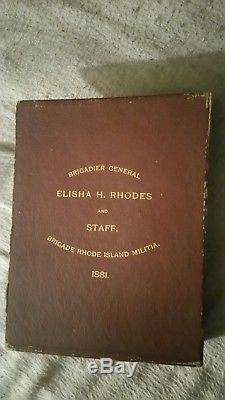 BRIGADIER GENERAL
ELISHA H. RHODES
AND
STAFF.
BRIGADE RHODE ISLAND MILITIA.
1881.